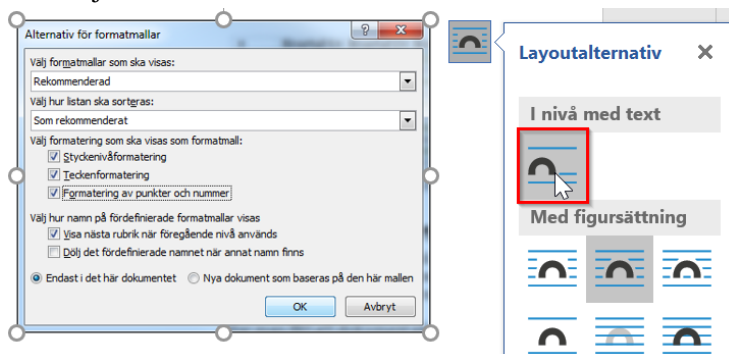 Alternativ för formatmallar
Välj formatmallar som ska visas:
Rekommenderad
Välj hur listan ska sorteras:
Som rekommenderat
Välj formatering som ska visas som formatmall:
Styckenivåformatering
Teckenformatering
Formatering av punkter och nummer
Välj hur namn på fördefinierade formatmallar visas
Visa nästa rubrik när föregående nivå används
Dölj det fördefinierade namnet när annat namn finns
Endast i det här dokumentet Nya dokument som baseras på den här mallen
OK Avbryt
Layoutalternativ
I nivå med text
Med figursättning